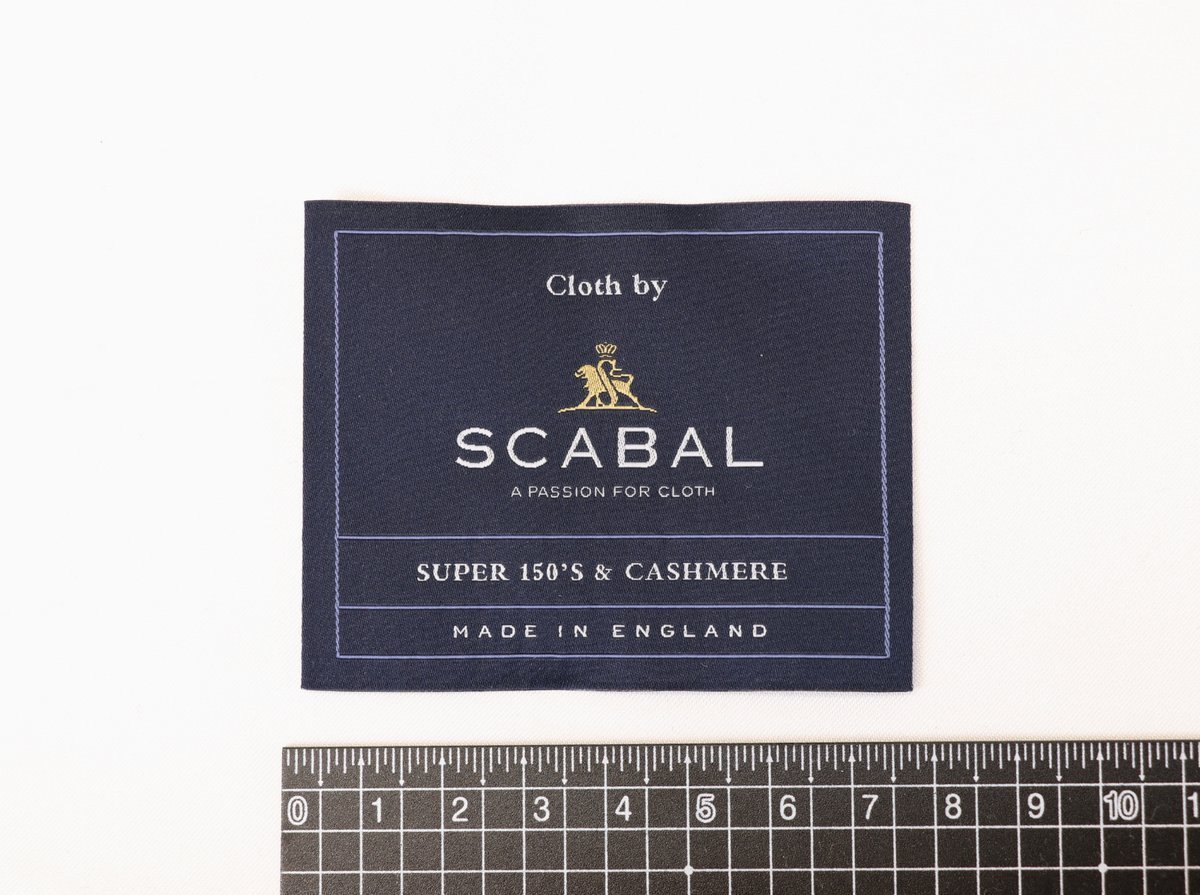 Cloth by
SCABAL
A PASSION FOR CLOTH
SUPER 150'S & CASHMERE
MADE IN ENGLAND
0 1 2 3 4 5 6 7 8 9 10